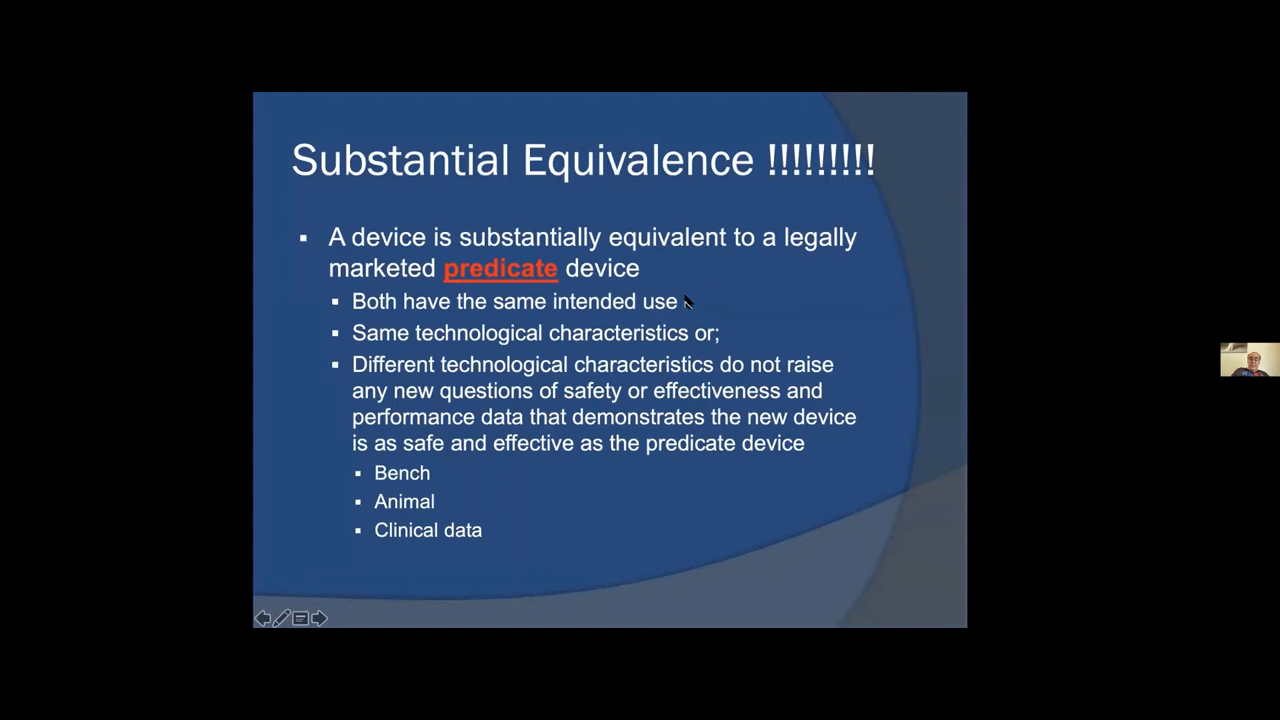 Substantial Equivalence !!!!!!!!!
▪ A device is substantially equivalent to a legally
marketed predicate device
▪ Both have the same intended use
▪ Same technological characteristics or;
▪ Different technological characteristics do not raise
any new questions of safety or effectiveness and
performance data that demonstrates the new device
is as safe and effective as the predicate device
▪ Bench
▪ Animal
▪ Clinical data